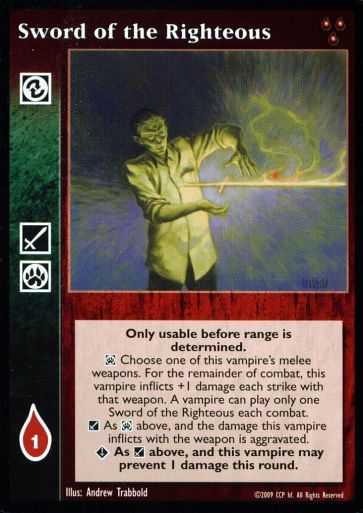 Sword of the Righteous
Trabbold
Only usable before range is
determined.
Choose one of this vampire's melee
weapons. For the remainder of combat, this
vampire inflicts +1 damage each strike with
that weapon. A vampire can play only one
Sword of the Righteous each combat.
As above, and the damage this vampire
inflicts with the weapon is aggravated.
As above, and this vampire may
prevent 1 damage this round.
1
Illus: Andrew Trabbold
©2009 CCP hf. All Rights Reserved